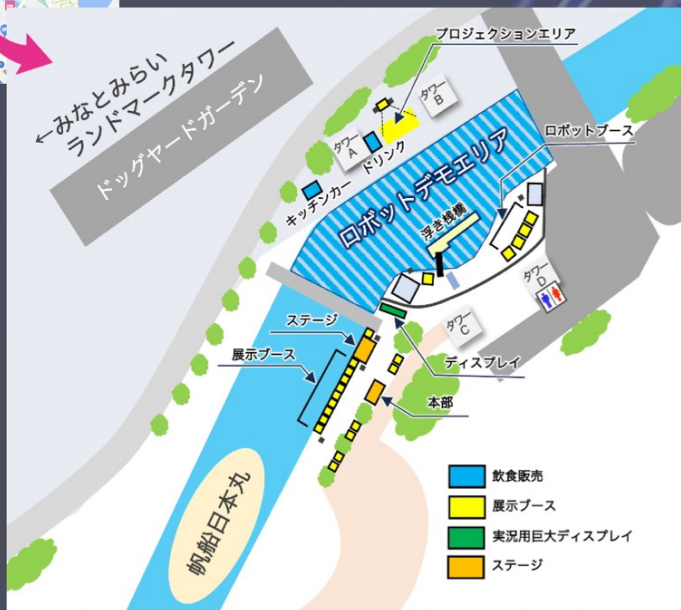 プロジェクションエリア
←みなとみらい
ランドマークタワー
ドッグヤードガーデン
タワー
B
タワー
A
ドリンク
キッチンカー
ロボットブース
ロボットデモエリア
浮き桟橋
タワー
D
タワー
C
ステージ
展示ブース
ディスプレイ
本部
帆船日本丸
飲食販売
展示ブース
実況用巨大ディスプレイ
ステージ